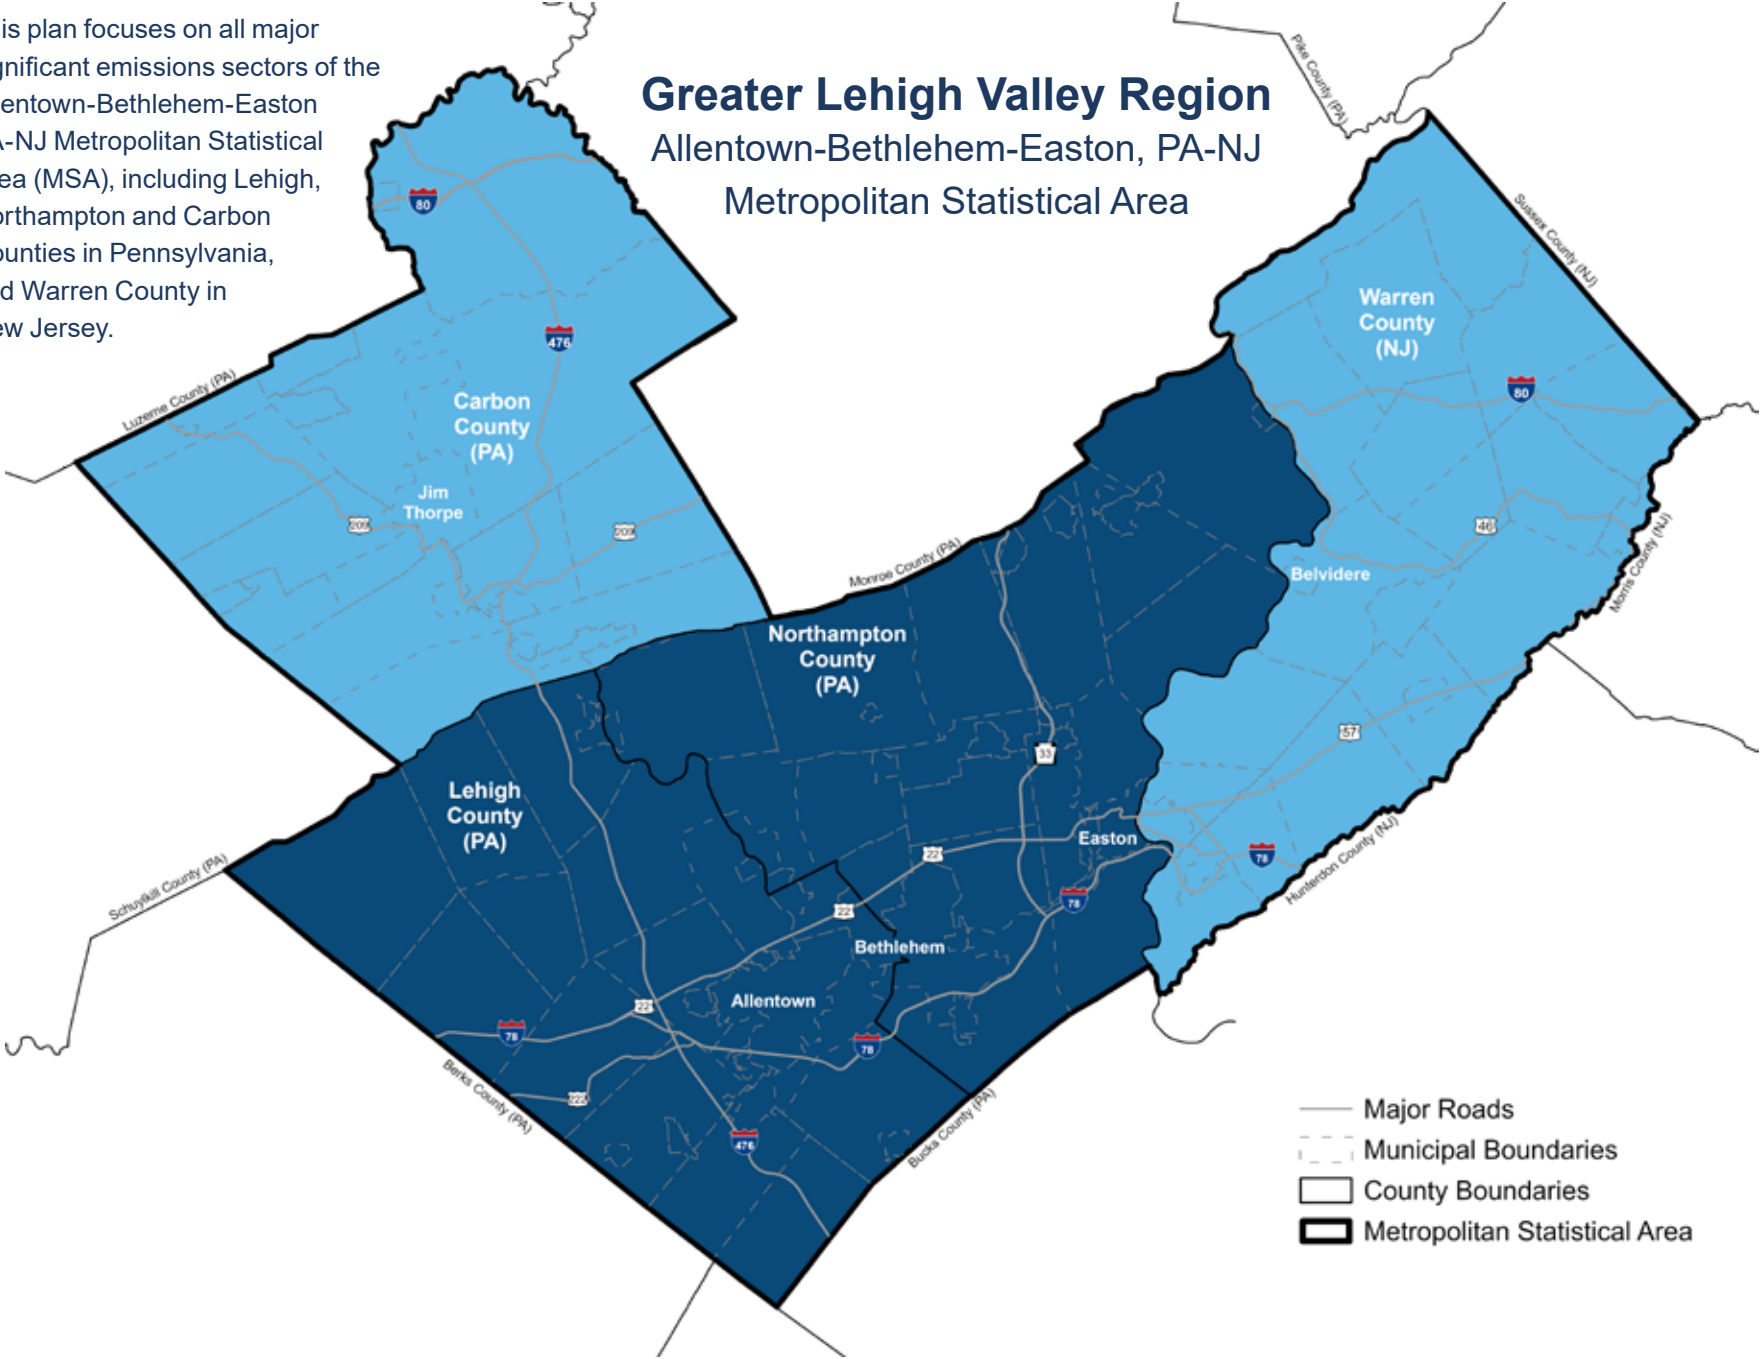 is plan focuses on all major
gnificant emissions sectors of the
lentown-Bethlehem-Easton
A-NJ Metropolitan Statistical
ea (MSA), including Lehigh,
orthampton and Carbon
ounties in Pennsylvania,
d Warren County in
ew Jersey.
Greater Lehigh Valley Region
Allentown-Bethlehem-Easton, PA-NJ
Metropolitan Statistical Area
Pike County (PA)
Sussex County (NJ)
80
Warren
County
(NJ)
476
Luzerne County (PA)
80
Carbon
County
(PA)
Jim
Thorpe
209
209
46
Monroe County (PA)
Morris County (NJ)
Belvidere
Northampton
County
(PA)
57
33
Lehigh
County
(PA)
Easton
22
78
Schuylkill County (PA)
Hunterdon County (NJ)
78
22
Bethlehem
Allentown
22
78
78
Berks County (PA)
222
Bucks County (PA)
476
Major Roads
Municipal Boundaries
County Boundaries
Metropolitan Statistical Area